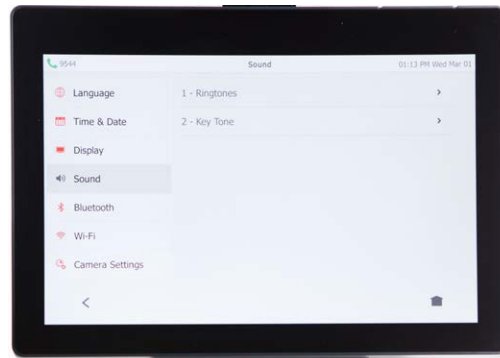 9544 Sound 01:13 PM Wed Mar 01
Language
1 - Ringtones
Time & Date
2 - Key Tone
Display
Sound
Bluetooth
Wi-Fi
Camera Settings